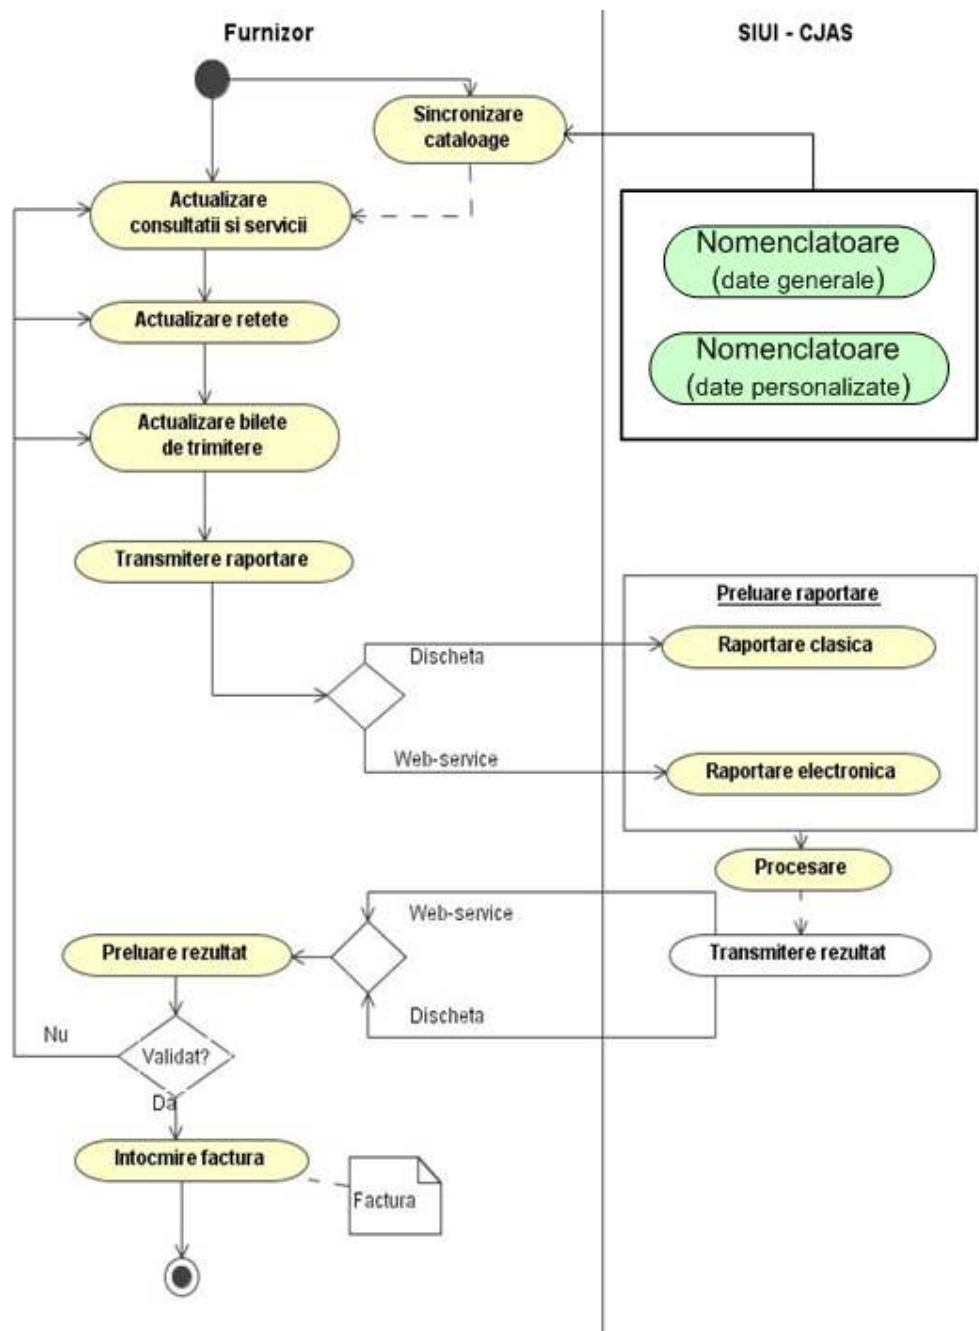 Furnizor
SIUI - CJAS
Sincronizare
cataloage
Actualizare
consultatii si servicii
Nomenclatoare
(date generale)
Actualizare retete
Nomenclatoare
(date personalizate)
Actualizare bilete
de trimitere
Transmitere raportare
Preluare raportare
Discheta
Raportare clasica
Web-service
Raportare electronica
Procesare
Web-service
Preluare rezultat
Transmitere rezultat
Discheta
Nu
Validat?
Da
Intocmire factura
Factura